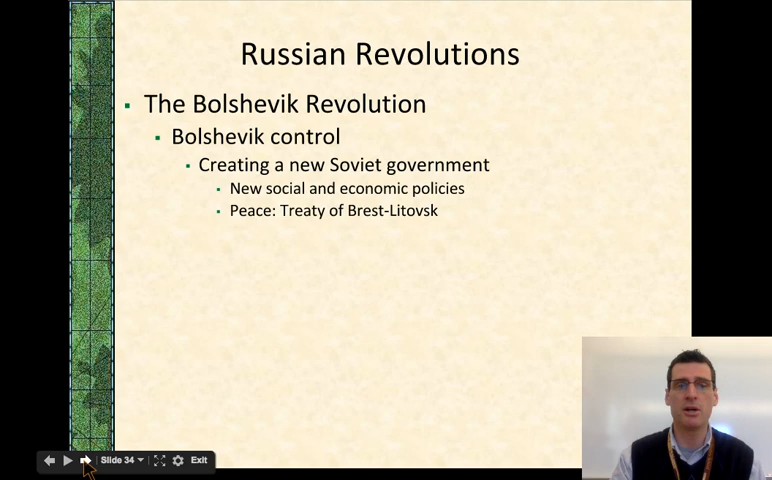 Russian Revolutions
The Bolshevik Revolution
Bolshevik control
Creating a new Soviet government
New social and economic policies
Peace: Treaty of Brest-Litovsk
Slide 34
Exit